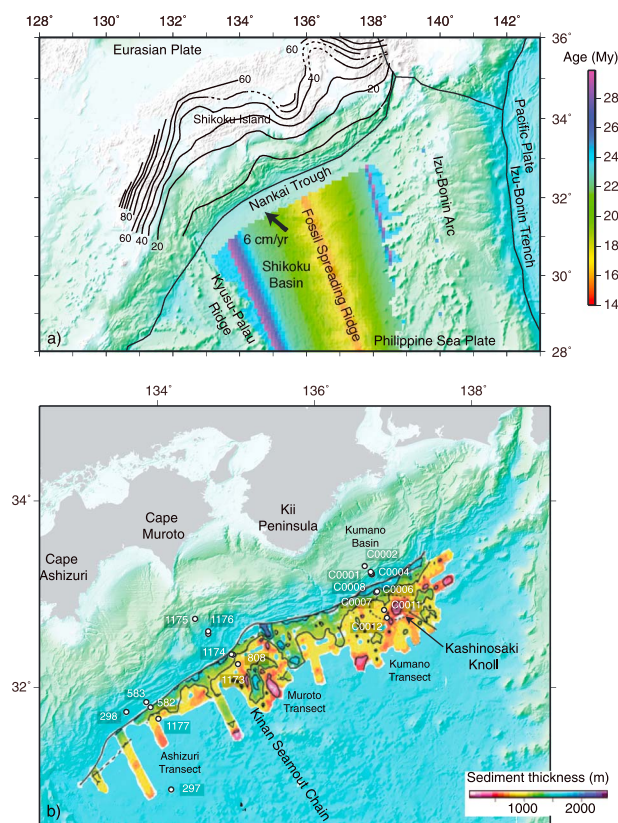 128° 130° 132° 134° 136° 138° 140° 142°
36°
34°
32°
30°
28°
Eurasian Plate
60
60
40
20
20
Shikoku Island
80
60 40 20
Nankai Trough
6 cm/yr
Shikoku
Basin
Fossil Spreading Ridge
Kyusu-Palau
Ridge
Izu-Bonin Arc
Pacific Plate
Izu-Bonin Trench
Philippine Sea Plate
a)
Age (My)
28
26
24
22
20
18
16
14
134° 136° 138°
34°
32°
Kii
Peninsula
Cape
Muroto
Cape
Ashizuri
Kumano
Basin
C0002
C0001 C0004
C0008 C0006
C0007 C0011
C0012
Kashinosaki
Knoll
Kumano
Transect
1175 1176
1174 808
1173
Muroto
Transect
583
582
298
1177
Ashizuri
Transect
297
Kinan Seamout Chain
Sediment thickness (m)
1000 2000
b)